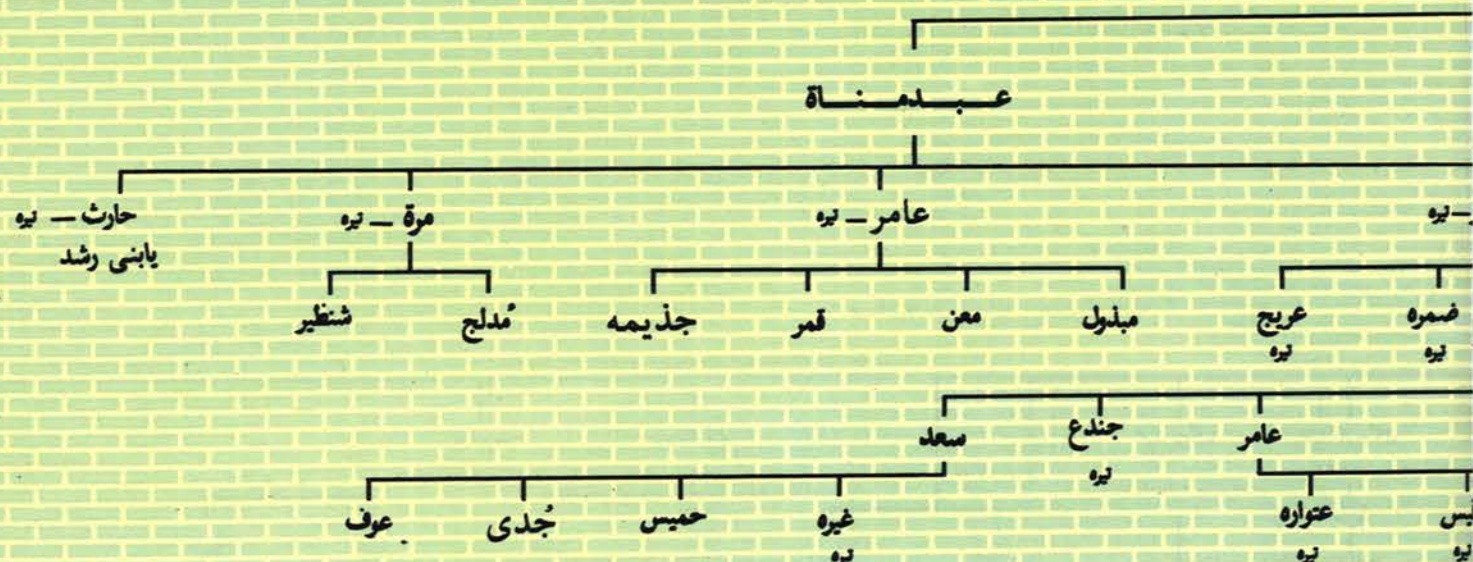 عبدمناة
عامر — تیره
مرة — تیره
حارث — تیره
یابنی رشد
ضمره
تیره
عریج
تیره
مبذول
معن
قمر
جذیمه
مُدلج
شنظیر
عامر
جندع
تیره
سعد
عتواره
تیره
غیره
تیره
حمیس
جُدی
عوف